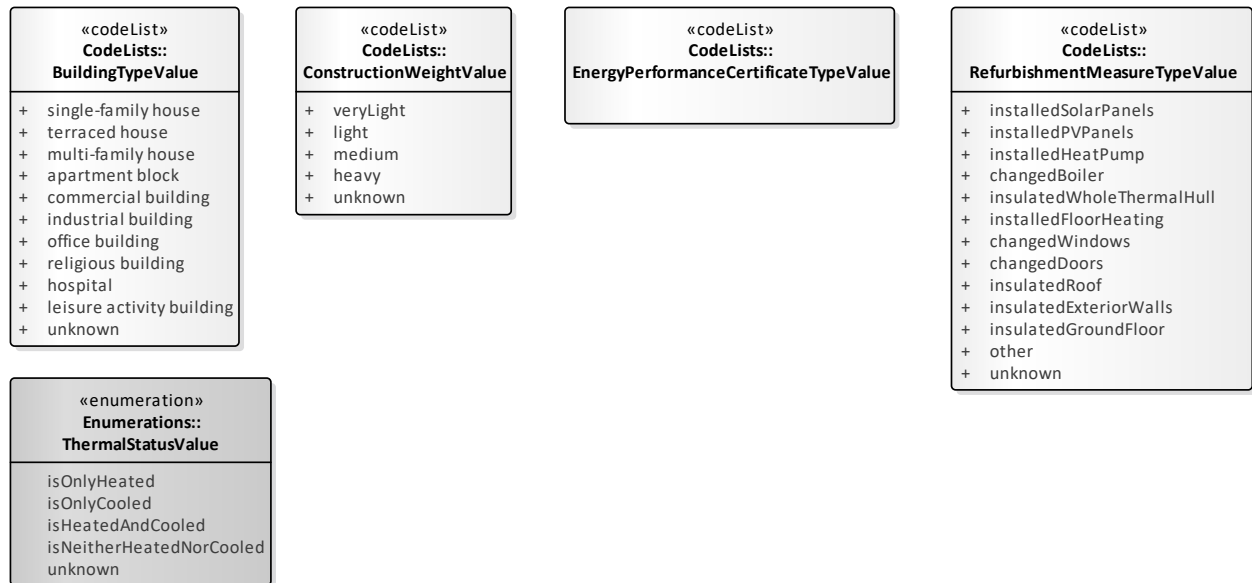 «codeList»
CodeLists::
BuildingTypeValue
+ single-family house
+ terraced house
+ multi-family house
+ apartment block
+ commercial building
+ industrial building
+ office building
+ religious building
+ hospital
+ leisure activity building
+ unknown
«codeList»
CodeLists::
ConstructionWeightValue
+ veryLight
+ light
+ medium
+ heavy
+ unknown
«codeList»
CodeLists::
EnergyPerformanceCertificateTypeValue
«codeList»
CodeLists::
RefurbishmentMeasureTypeValue
+ installedSolarPanels
+ installedPVPanels
+ installedHeatPump
+ changedBoiler
+ insulatedWholeThermalHull
+ installedFloorHeating
+ changedWindows
+ changedDoors
+ insulatedRoof
+ insulatedExteriorWalls
+ insulatedGroundFloor
+ other
+ unknown
«enumeration»
Enumerations::
ThermalStatusValue
isOnlyHeated
isOnlyCooled
isHeatedAndCooled
isNeitherHeatedNorCooled
unknown